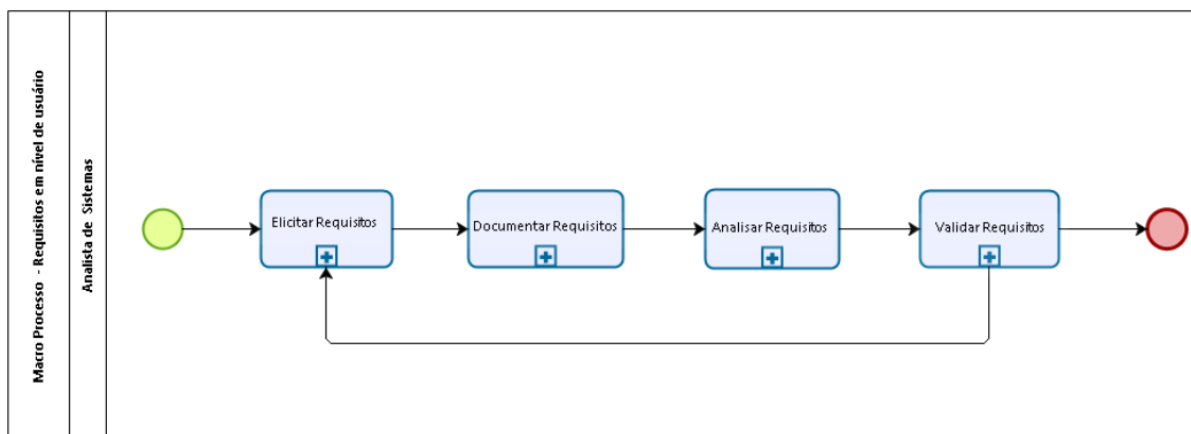 Macro Processo - Requisitos em nível de usuário
Analista de Sistemas
Elicitar Requisitos
Documentar Requisitos
Analisar Requisitos
Validar Requisitos